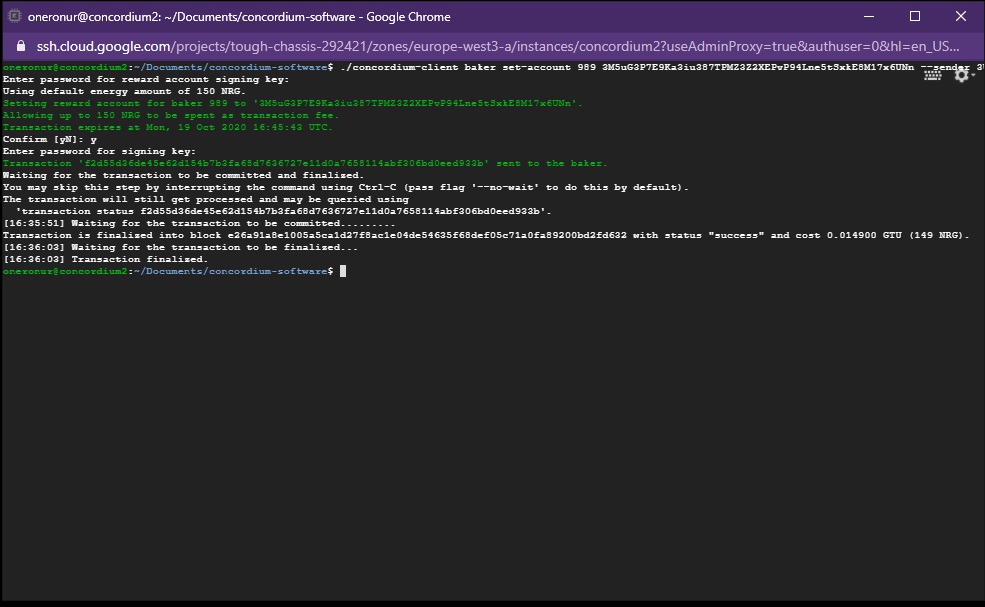 oneronur@concordium2: ~/Documents/concordium-software - Google Chrome
ssh.cloud.google.com/projects/tough-chassis-292421/zones/europe-west3-a/instances/concordium2?useAdminProxy=true&authuser=0&hl=en_US...
oneronur@concordium2:~/Documents/concordium-software$ ./concordium-client baker set-account 989 3M5uG3P7E9Ka3iu387TPMZ3Z2XEPvP94Lne5tSxkE8M17x6UNn --sender 3
Enter password for reward account signing key:
Using default energy amount of 150 NRG.
Setting reward account for baker 989 to '3M5uG3P7E9Ka3iu387TPMZ3Z2XEPvP94Lne5tSxkE8M17x6UNn'.
Allowing up to 150 NRG to be spent as transaction fee.
Transaction expires at Mon, 19 Oct 2020 16:45:43 UTC.
Confirm [yN]: y
Enter password for signing key:
Transaction 'f2d55d36de45e62d154b7b3fa68d7636727e11d0a7658114abf306bd0eed933b' sent to the baker.
Waiting for the transaction to be committed and finalized.
You may skip this step by interrupting the command using Ctrl-C (pass flag '--no-wait' to do this by default).
The transaction will still get processed and may be queried using
'transaction status f2d55d36de45e62d154b7b3fa68d7636727e11d0a7658114abf306bd0eed933b'.
[16:35:51] Waiting for the transaction to be committed.........
Transaction is finalized into block e26a91a8e1005a5ca1d27f8ac1e04de54635f68def05c71a0fa89200bd2fd632 with status "success" and cost 0.014900 GTU (149 NRG).
[16:36:03] Waiting for the transaction to be finalized...
[16:36:03] Transaction finalized.
oneronur@concordium2:~/Documents/concordium-software$